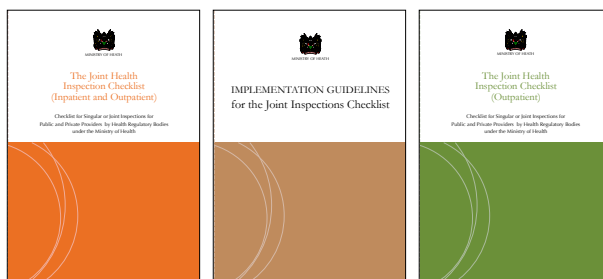 MINISTRY OF HEATH
The Joint Health
Inspection Checklist
(Inpatient and Outpatient)
Checklist for Singular or Joint Inspections for
Public and Private Providers by Health Regulatory Bodies
under the Ministry of Health
MINISTRY OF HEATH
IMPLEMENTATION GUIDELINES
for the Joint Inspections Checklist
MINISTRY OF HEATH
The Joint Health
Inspection Checklist
(Outpatient)
Checklist for Singular or Joint Inspections for
Public and Private Providers by Health Regulatory Bodies
under the Ministry of Health